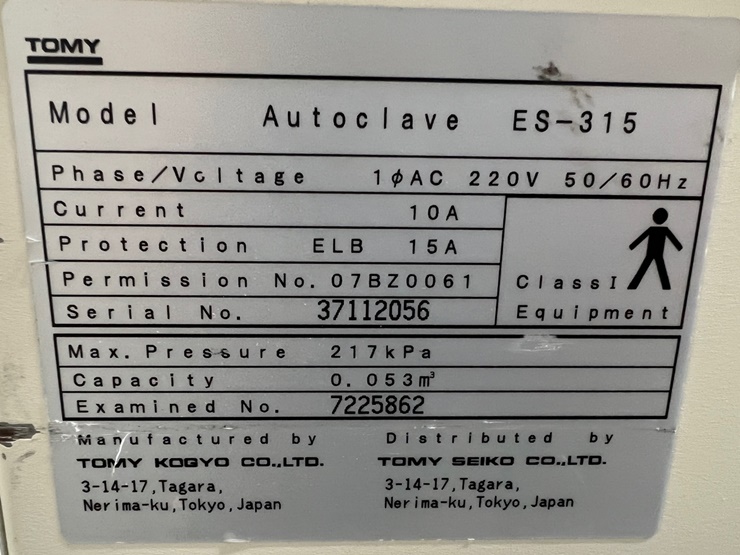 TOMY
Model Autoclave ES-315
Phase/Voltage 1φAC 220V 50/60Hz
Current 10A
Protection ELB 15A
Permission No. 07BZ0061
Serial No. 37112056
Class I
Equipment
Max. Pressure 217kPa
Capacity 0.053m³
Examined No. 7225862
Manufactured by
TOMY KOGYO CO.,LTD.
3-14-17,Tagara,
Nerima-ku,Tokyo,Japan
Distributed by
TOMY SEIKO CO.,LTD.
3-14-17,Tagara,
Nerima-ku,Tokyo,Japan